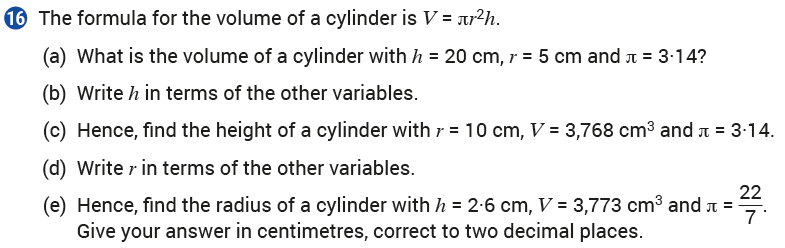 16 The formula for the volume of a cylinder is V = πr²h.
(a) What is the volume of a cylinder with h = 20 cm, r = 5 cm and π = 3·14?
(b) Write h in terms of the other variables.
(c) Hence, find the height of a cylinder with r = 10 cm, V = 3,768 cm³ and π = 3·14.
(d) Write r in terms of the other variables.
(e) Hence, find the radius of a cylinder with h = 2·6 cm, V = 3,773 cm³ and π = 22/7.
Give your answer in centimetres, correct to two decimal places.